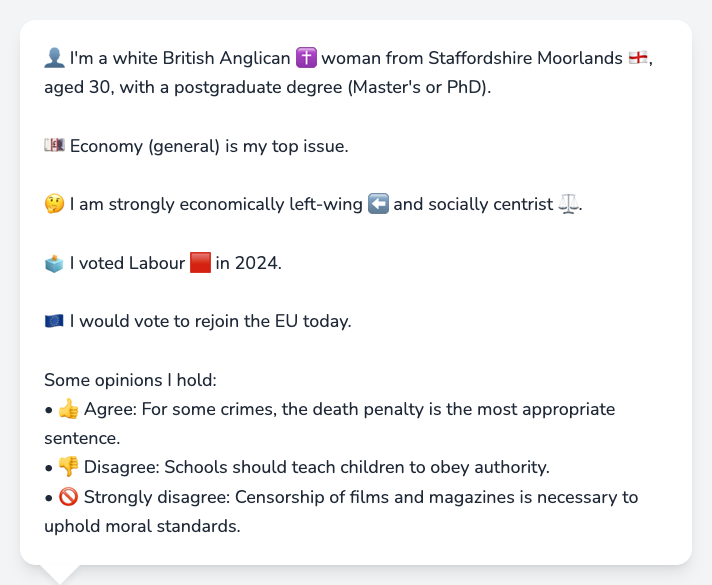 👤 I'm a white British Anglican ✝️ woman from Staffordshire Moorlands 🏴󠁧󠁢󠁥󠁮󠁧󠁿,
aged 30, with a postgraduate degree (Master's or PhD).
💷 Economy (general) is my top issue.
🤔 I am strongly economically left-wing ⬅️ and socially centrist ⚖️.
🗳️ I voted Labour 🟥 in 2024.
🇪🇺 I would vote to rejoin the EU today.
Some opinions I hold:
• 👍 Agree: For some crimes, the death penalty is the most appropriate
sentence.
• 👎 Disagree: Schools should teach children to obey authority.
• 🚫 Strongly disagree: Censorship of films and magazines is necessary to
uphold moral standards.